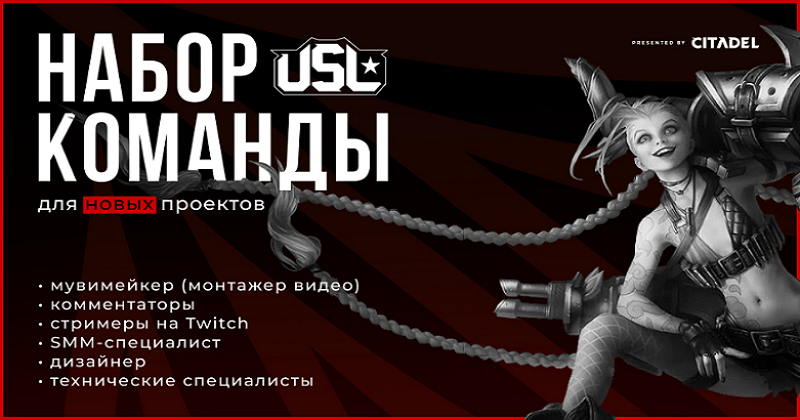 НАБОР
USL
PRESENTED BY CITADEL
КОМАНДЫ
для новых проектов
• мувимейкер (монтажер видео)
• комментаторы
• стримеры на Twitch
• SMM-специалист
• дизайнер
• технические специалисты